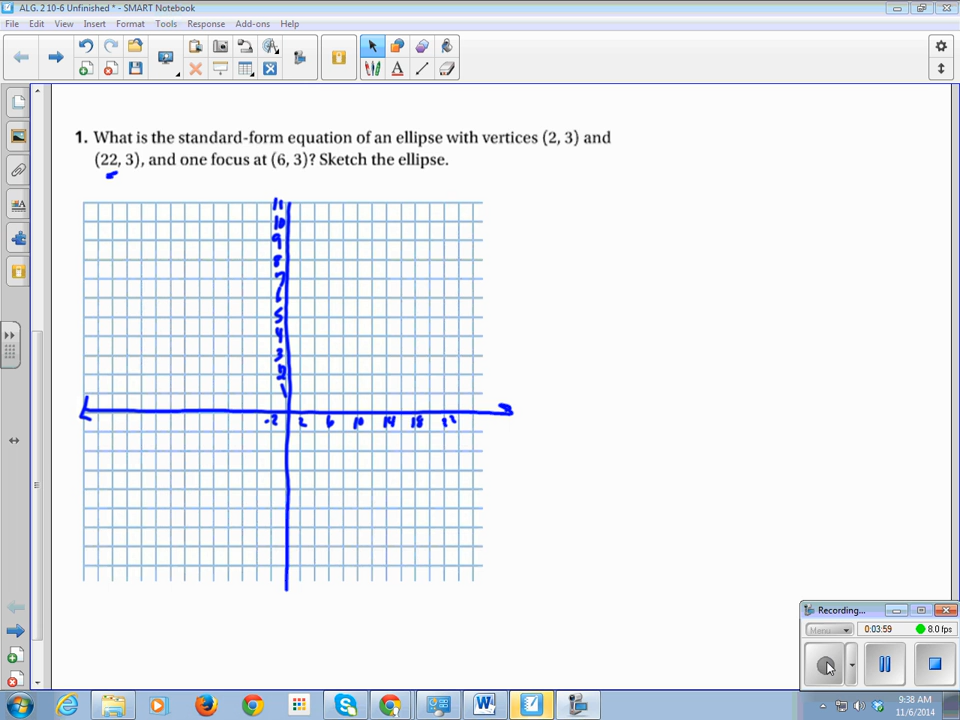 ALG. 2 10-6 Unfinished * - SMART Notebook
File Edit View Insert Format Tools Response Add-ons Help
1. What is the standard-form equation of an ellipse with vertices (2, 3) and
(22, 3), and one focus at (6, 3)? Sketch the ellipse.
11
10
9
8
7
6
5
4
3
2
1
-2 2 6 10 14 18 22
Recording...
Menu 0:03:59 8.0 fps
9:38 AM
11/6/2014